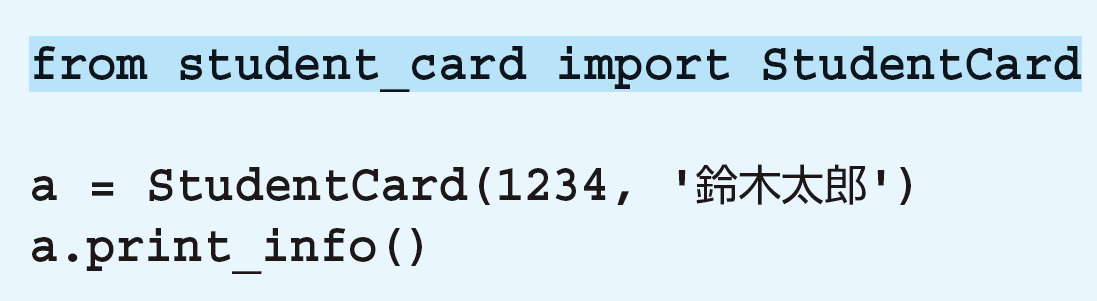 from student_card import StudentCard
a = StudentCard(1234, '鈴木太郎')
a.print_info()